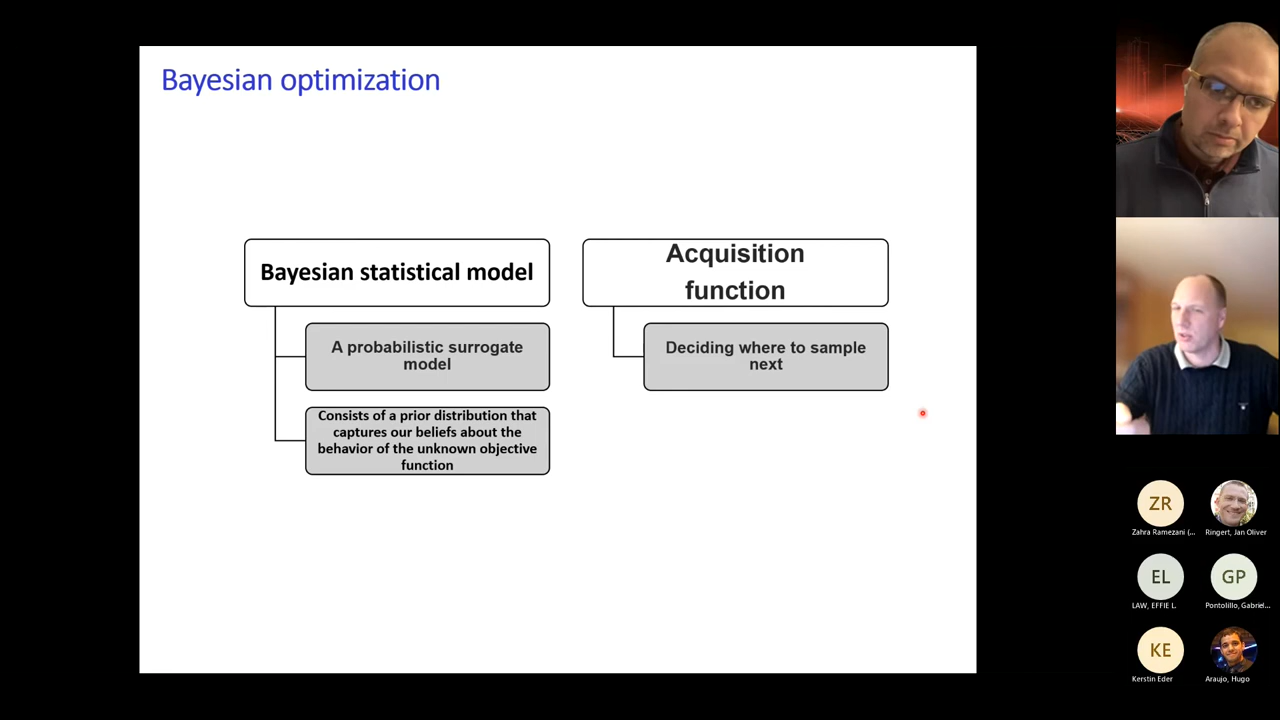 Bayesian optimization
Bayesian statistical model
A probabilistic surrogate
model
Consists of a prior distribution that
captures our beliefs about the
behavior of the unknown objective
function
Acquisition
function
Deciding where to sample
next
ZR
Zahra Ramezani (...
Ringert, Jan Oliver
EL
LAW, EFFIE L.
GP
Pontolillo, Gabriel...
KE
Kerstin Eder
Araujo, Hugo